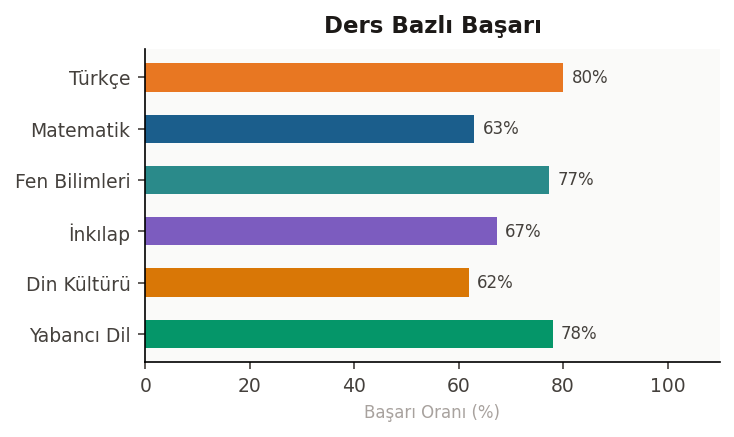 Ders Bazlı Başarı
Türkçe 80%
Matematik 63%
Fen Bilimleri 77%
İnkılap 67%
Din Kültürü 62%
Yabancı Dil 78%
0 20 40 60 80 100
Başarı Oranı (%)